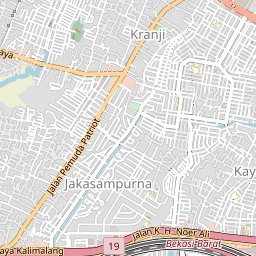 Kranji
aya
Jalan Pemuda Patriot
Jakasampurna
Kay
Jalan K. H. Noer Ali
19
Bekasi Barat
aya Kalimalang